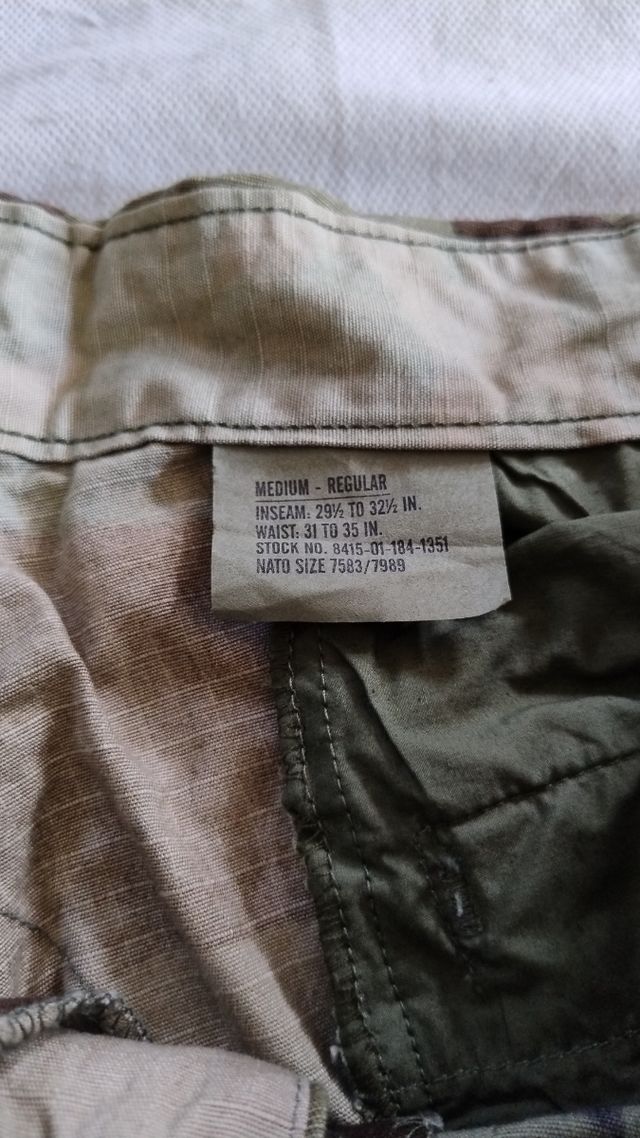 MEDIUM - REGULAR
INSEAM: 29½ TO 32½ IN.
WAIST: 31 TO 35 IN.
STOCK NO. 8415-01-184-1351
NATO SIZE 7583/7989